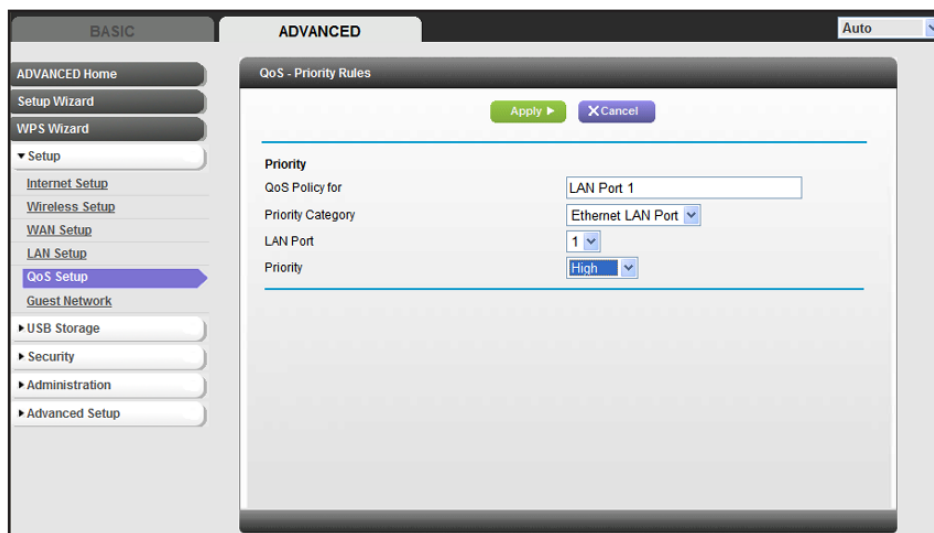 BASIC
ADVANCED
Auto
ADVANCED Home
Setup Wizard
WPS Wizard
Setup
Internet Setup
Wireless Setup
WAN Setup
LAN Setup
QoS Setup
Guest Network
USB Storage
Security
Administration
Advanced Setup
QoS - Priority Rules
Apply
Cancel
Priority
QoS Policy for LAN Port 1
Priority Category Ethernet LAN Port
LAN Port 1
Priority High